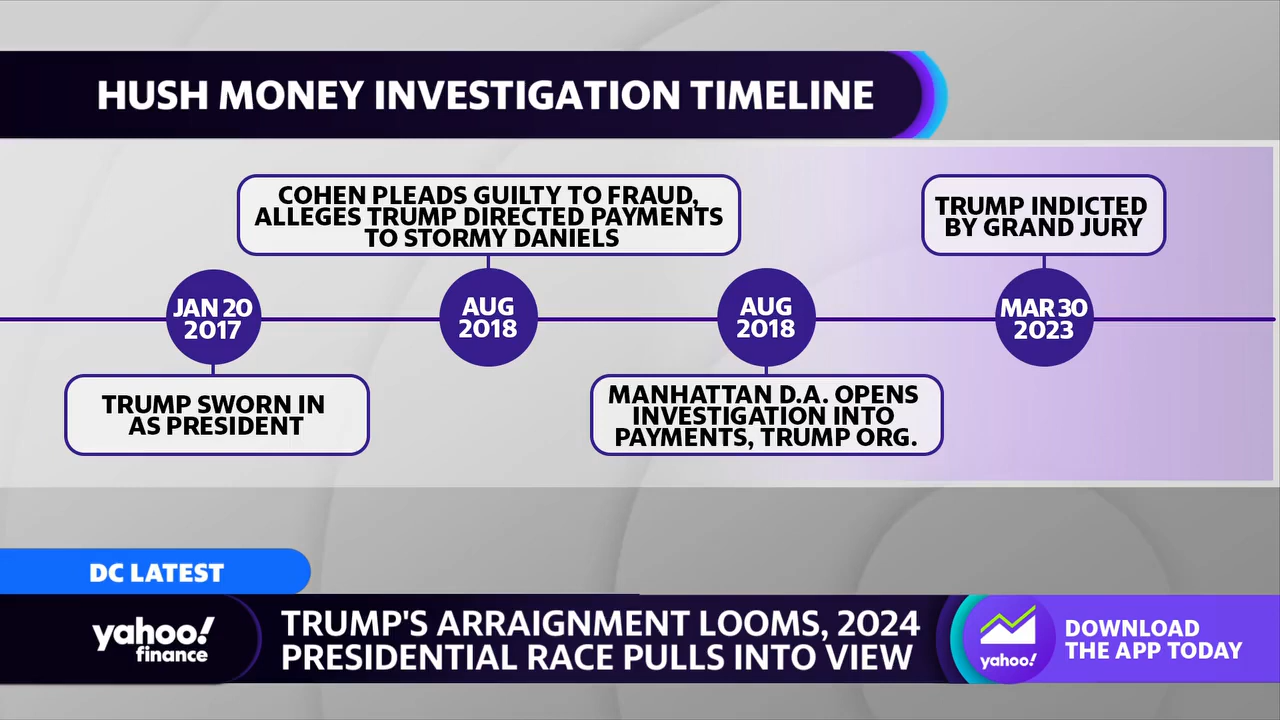 HUSH MONEY INVESTIGATION TIMELINE
COHEN PLEADS GUILTY TO FRAUD,
ALLEGES TRUMP DIRECTED PAYMENTS
TO STORMY DANIELS
TRUMP INDICTED
BY GRAND JURY
JAN 20
2017
AUG
2018
AUG
2018
MAR 30
2023
TRUMP SWORN IN
AS PRESIDENT
MANHATTAN D.A. OPENS
INVESTIGATION INTO
PAYMENTS, TRUMP ORG.
DC LATEST
yahoo!
finance
TRUMP'S ARRAIGNMENT LOOMS, 2024
PRESIDENTIAL RACE PULLS INTO VIEW
yahoo!
DOWNLOAD
THE APP TODAY